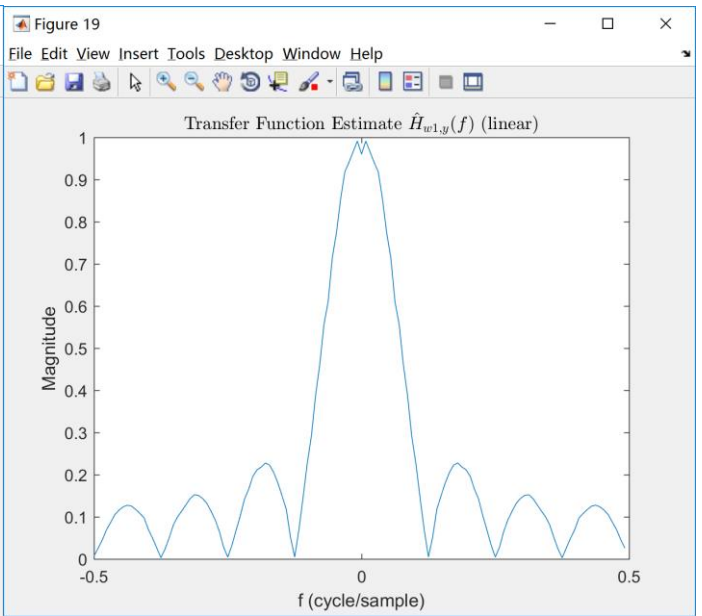 Figure 19
File Edit View Insert Tools Desktop Window Help
Transfer Function Estimate Ĥw1,y(f) (linear)
1
0.9
0.8
0.7
0.6
0.5
0.4
0.3
0.2
0.1
0
Magnitude
-0.5 0 0.5
f (cycle/sample)